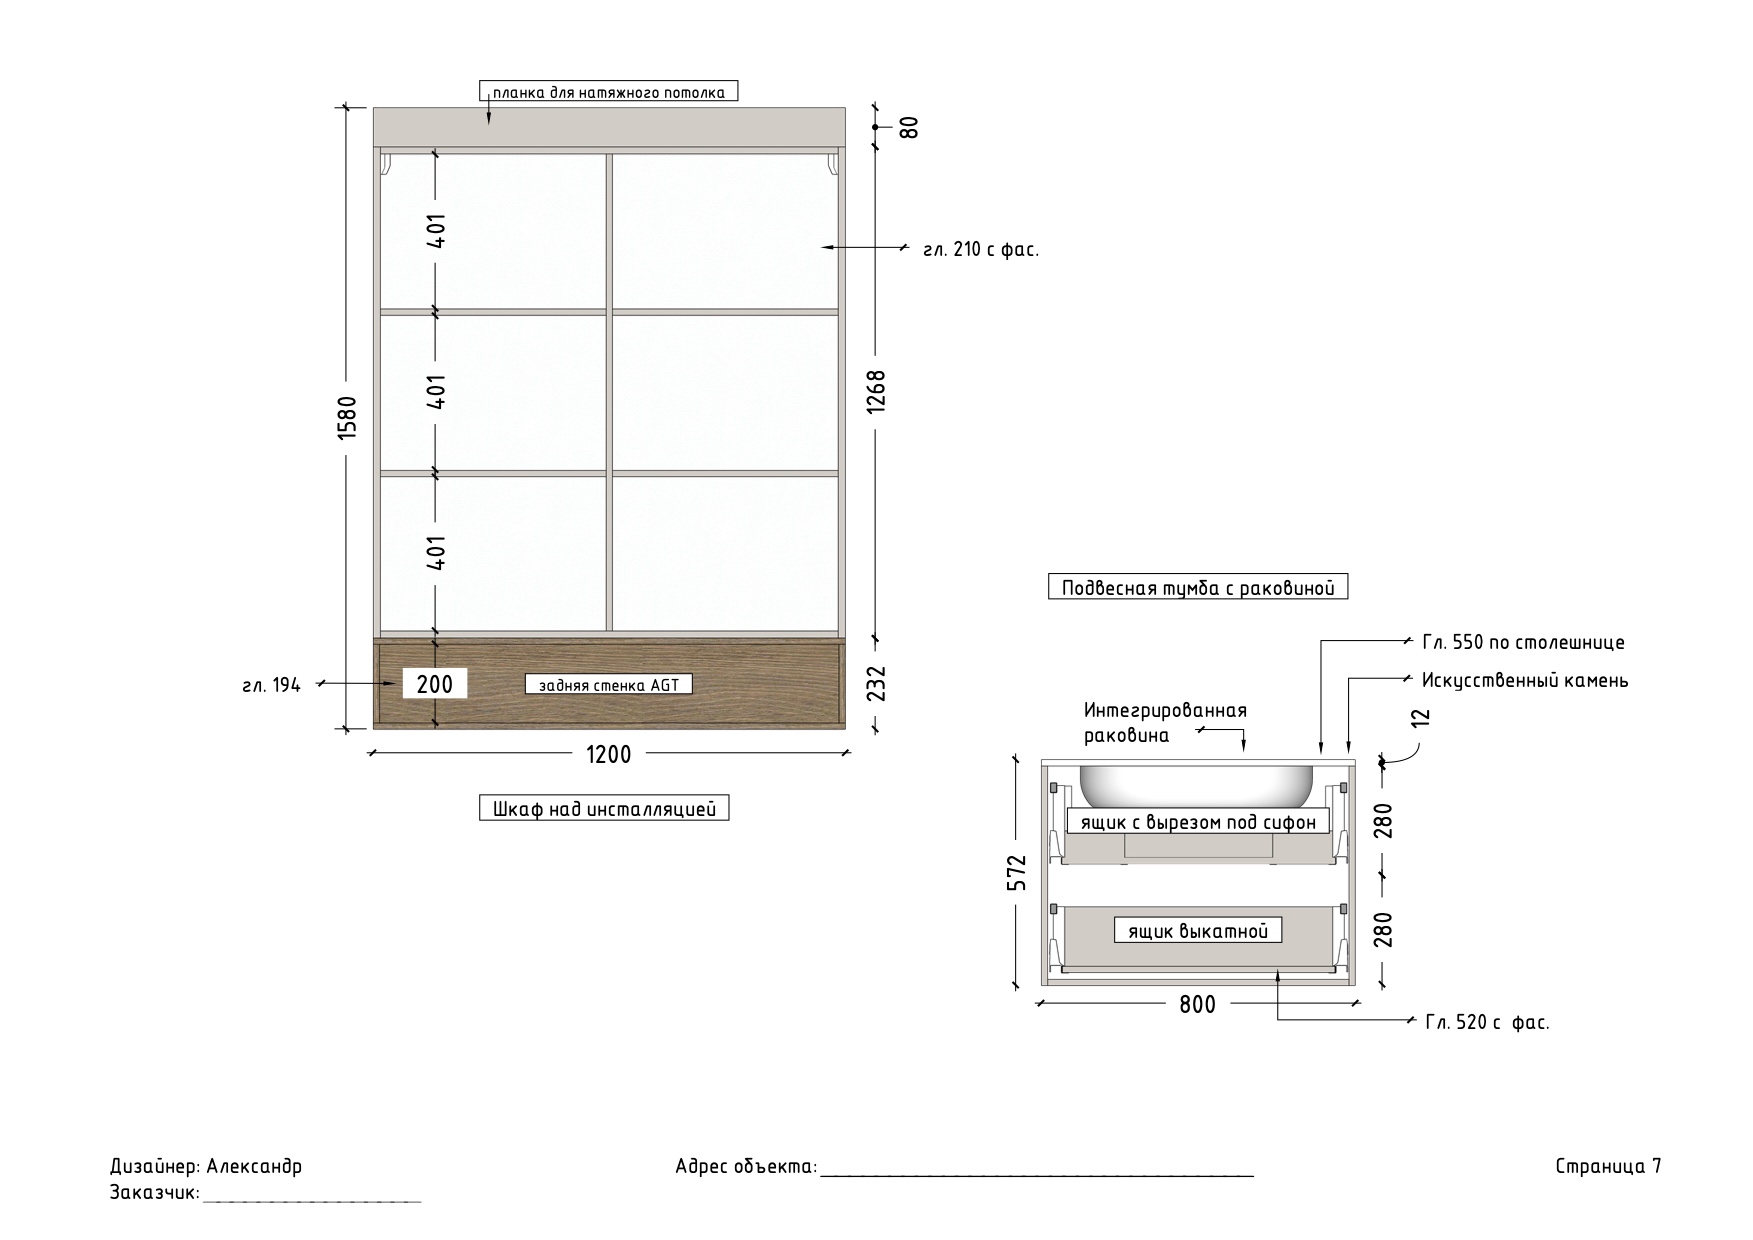 планка для натяжного потолка
80
401
гл. 210 с фас.
401
1268
1580
401
гл. 194
200
задняя стенка AGT
232
1200
Шкаф над инсталляцией
Подвесная тумба с раковиной
Гл. 550 по столешнице
Искусственный камень
Интегрированная
раковина
12
ящик с вырезом под сифон
280
572
ящик выкатной
280
800
Гл. 520 с фас.
Дизайнер: Александр
Заказчик:
Адрес объекта:
Страница 7